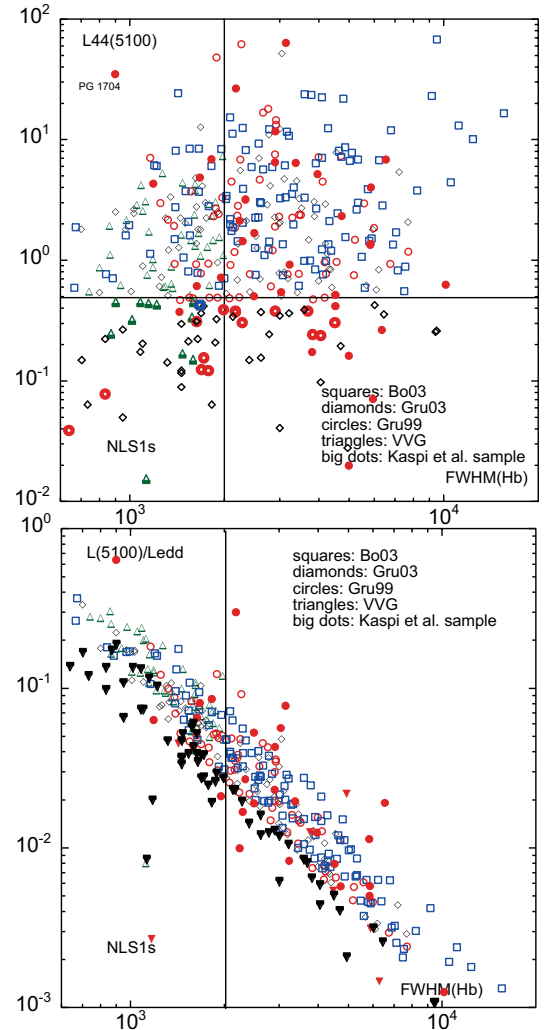 10^2
L44(5100)
PG 1704
10^1
10^0
10^-1
squares: Bo03
diamonds: Gru03
circles: Gru99
triangles: VVG
big dots: Kaspi et al. sample
NLS1s
FWHM(Hb)
10^-2
10^3
10^4
10^0
L(5100)/Ledd
squares: Bo03
diamonds: Gru03
circles: Gru99
triangles: VVG
big dots: Kaspi et al. sample
10^-1
10^-2
NLS1s
FWHM(Hb)
10^-3
10^3
10^4